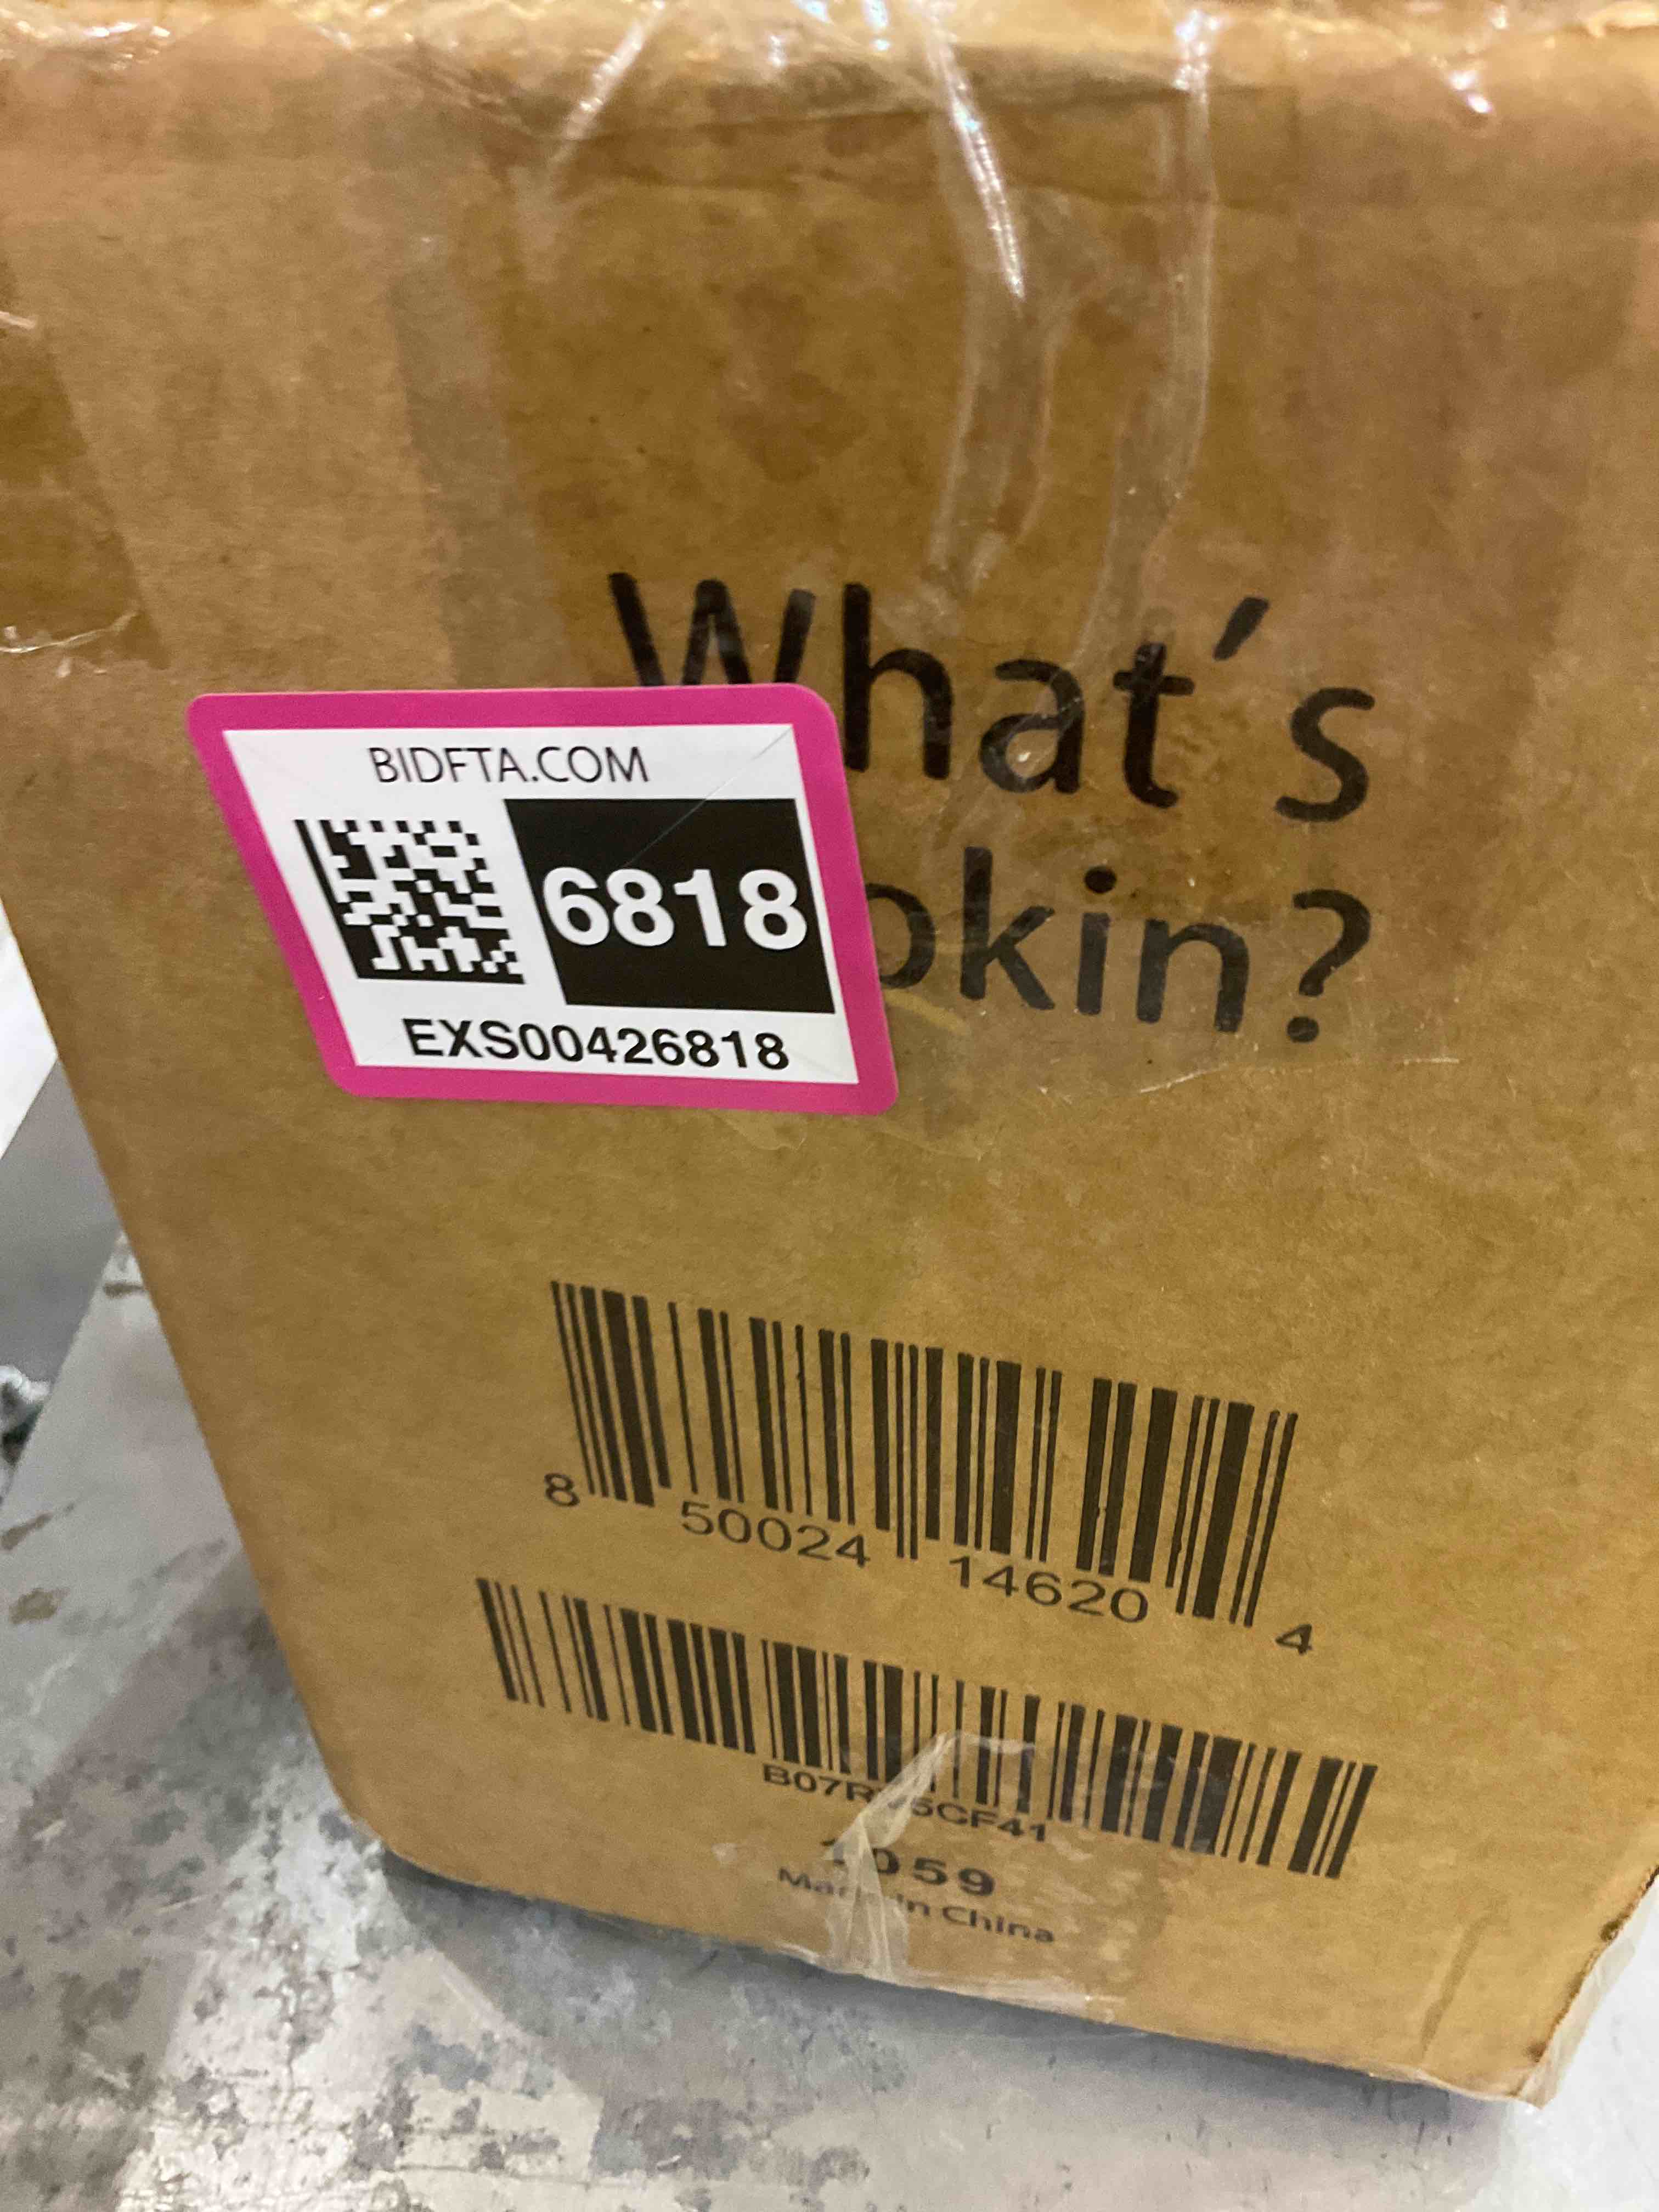 What's
okin?
BIDFTA.COM
6818
EXS00426818
8 50024 14620 4
059
China